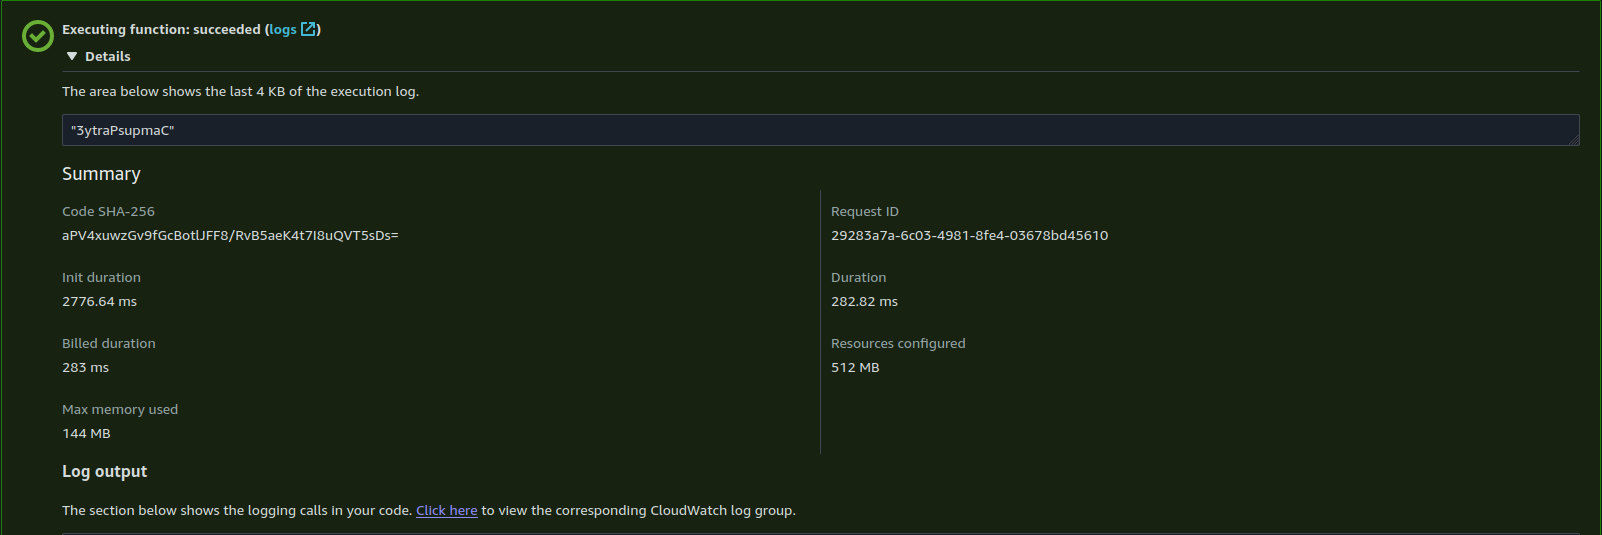 Executing function: succeeded (logs)
Details
The area below shows the last 4 KB of the execution log.
"3ytraPsupmaC"
Summary
Code SHA-256
aPV4xuwzGv9fGcBotlJFF8/RvB5aeK4t7I8uQVT5sDs=
Request ID
29283a7a-6c03-4981-8fe4-03678bd45610
Init duration
2776.64 ms
Duration
282.82 ms
Billed duration
283 ms
Resources configured
512 MB
Max memory used
144 MB
Log output
The section below shows the logging calls in your code. Click here to view the corresponding CloudWatch log group.